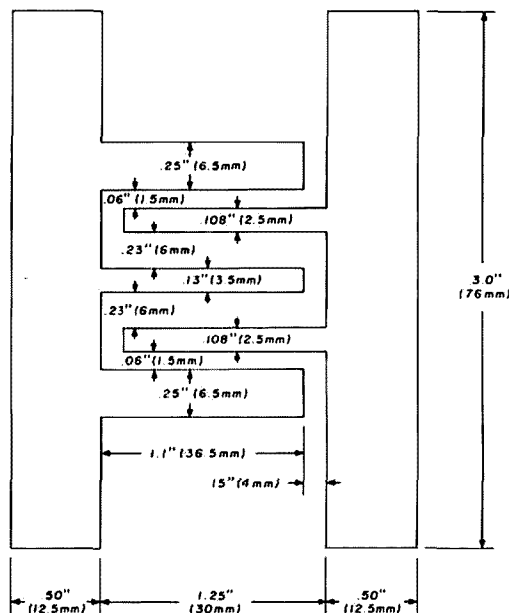 .25" (6.5mm)
.06" (1.5mm)
.108" (2.5mm)
.23" (6mm)
.13" (3.5mm)
.23" (6mm)
.108" (2.5mm)
.06" (1.5mm)
.25" (6.5mm)
3.0"
(76mm)
1.1" (36.5mm)
.15" (4mm)
.50"
(12.5mm)
1.25"
(30mm)
.50"
(12.5mm)